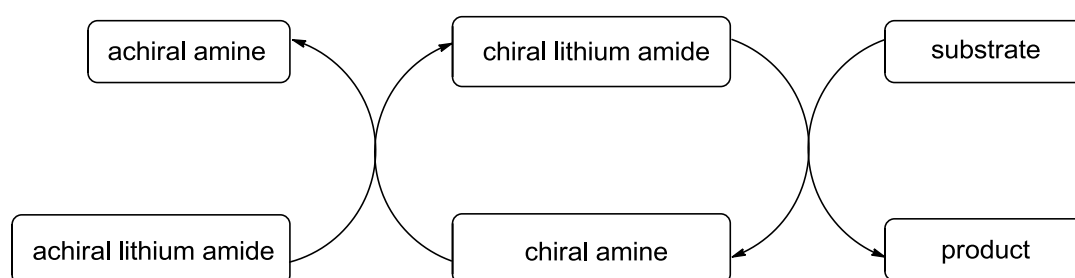 achiral amine
chiral lithium amide
substrate
achiral lithium amide
chiral amine
product